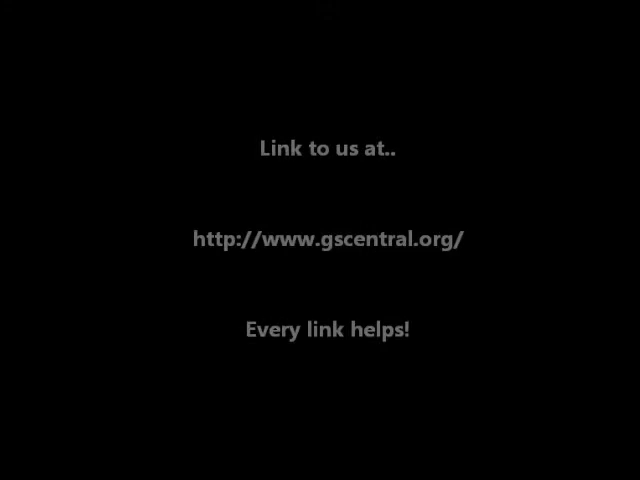 Link to us at..
http://www.gscentral.org/
Every link helps!